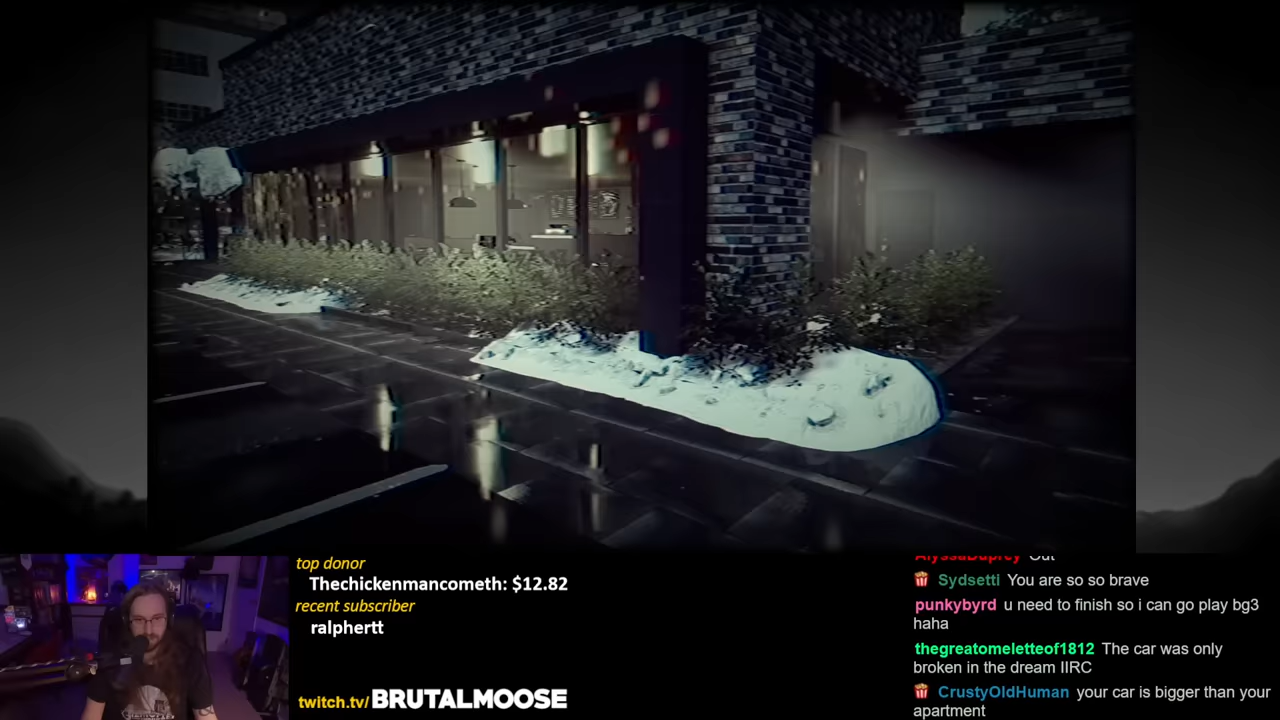 top donor
Thechickenmancometh: $12.82
recent subscriber
ralphertt
twitch.tv/BRUTALMOOSE
AlyssaDuprey Out
Sydsetti You are so so brave
punkybyrd u need to finish so i can go play bg3
haha
thegreatomeletteof1812 The car was only
broken in the dream IIRC
CrustyOldHuman your car is bigger than your
apartment